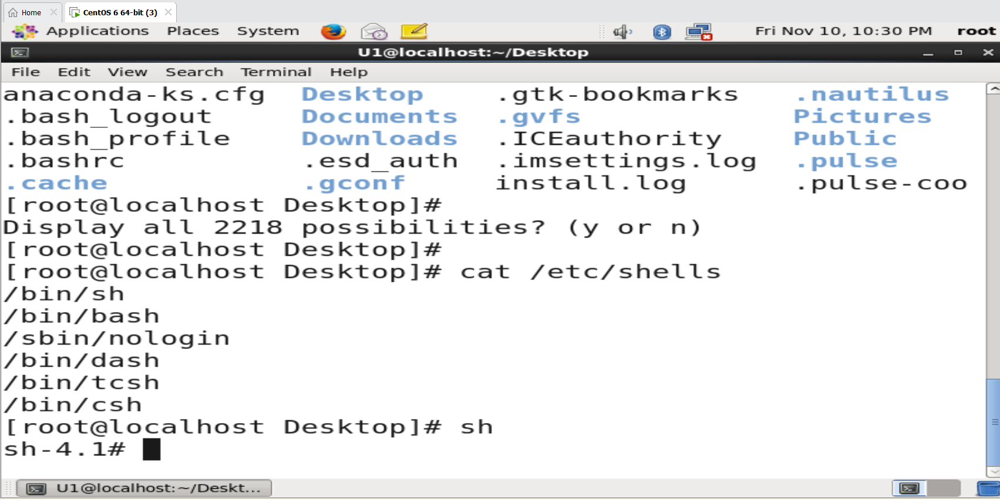 Home CentOS 6 64-bit (3)
Applications Places System Fri Nov 10, 10:30 PM root
U1@localhost:~/Desktop
File Edit View Search Terminal Help
anaconda-ks.cfg Desktop .gtk-bookmarks .nautilus
.bash_logout Documents .gvfs Pictures
.bash_profile Downloads .ICEauthority Public
.bashrc .esd_auth .imsettings.log .pulse
.cache .gconf install.log .pulse-coo
[root@localhost Desktop]#
Display all 2218 possibilities? (y or n)
[root@localhost Desktop]#
[root@localhost Desktop]# cat /etc/shells
/bin/sh
/bin/bash
/sbin/nologin
/bin/dash
/bin/tcsh
/bin/csh
[root@localhost Desktop]# sh
sh-4.1#
U1@localhost:~/Deskt...